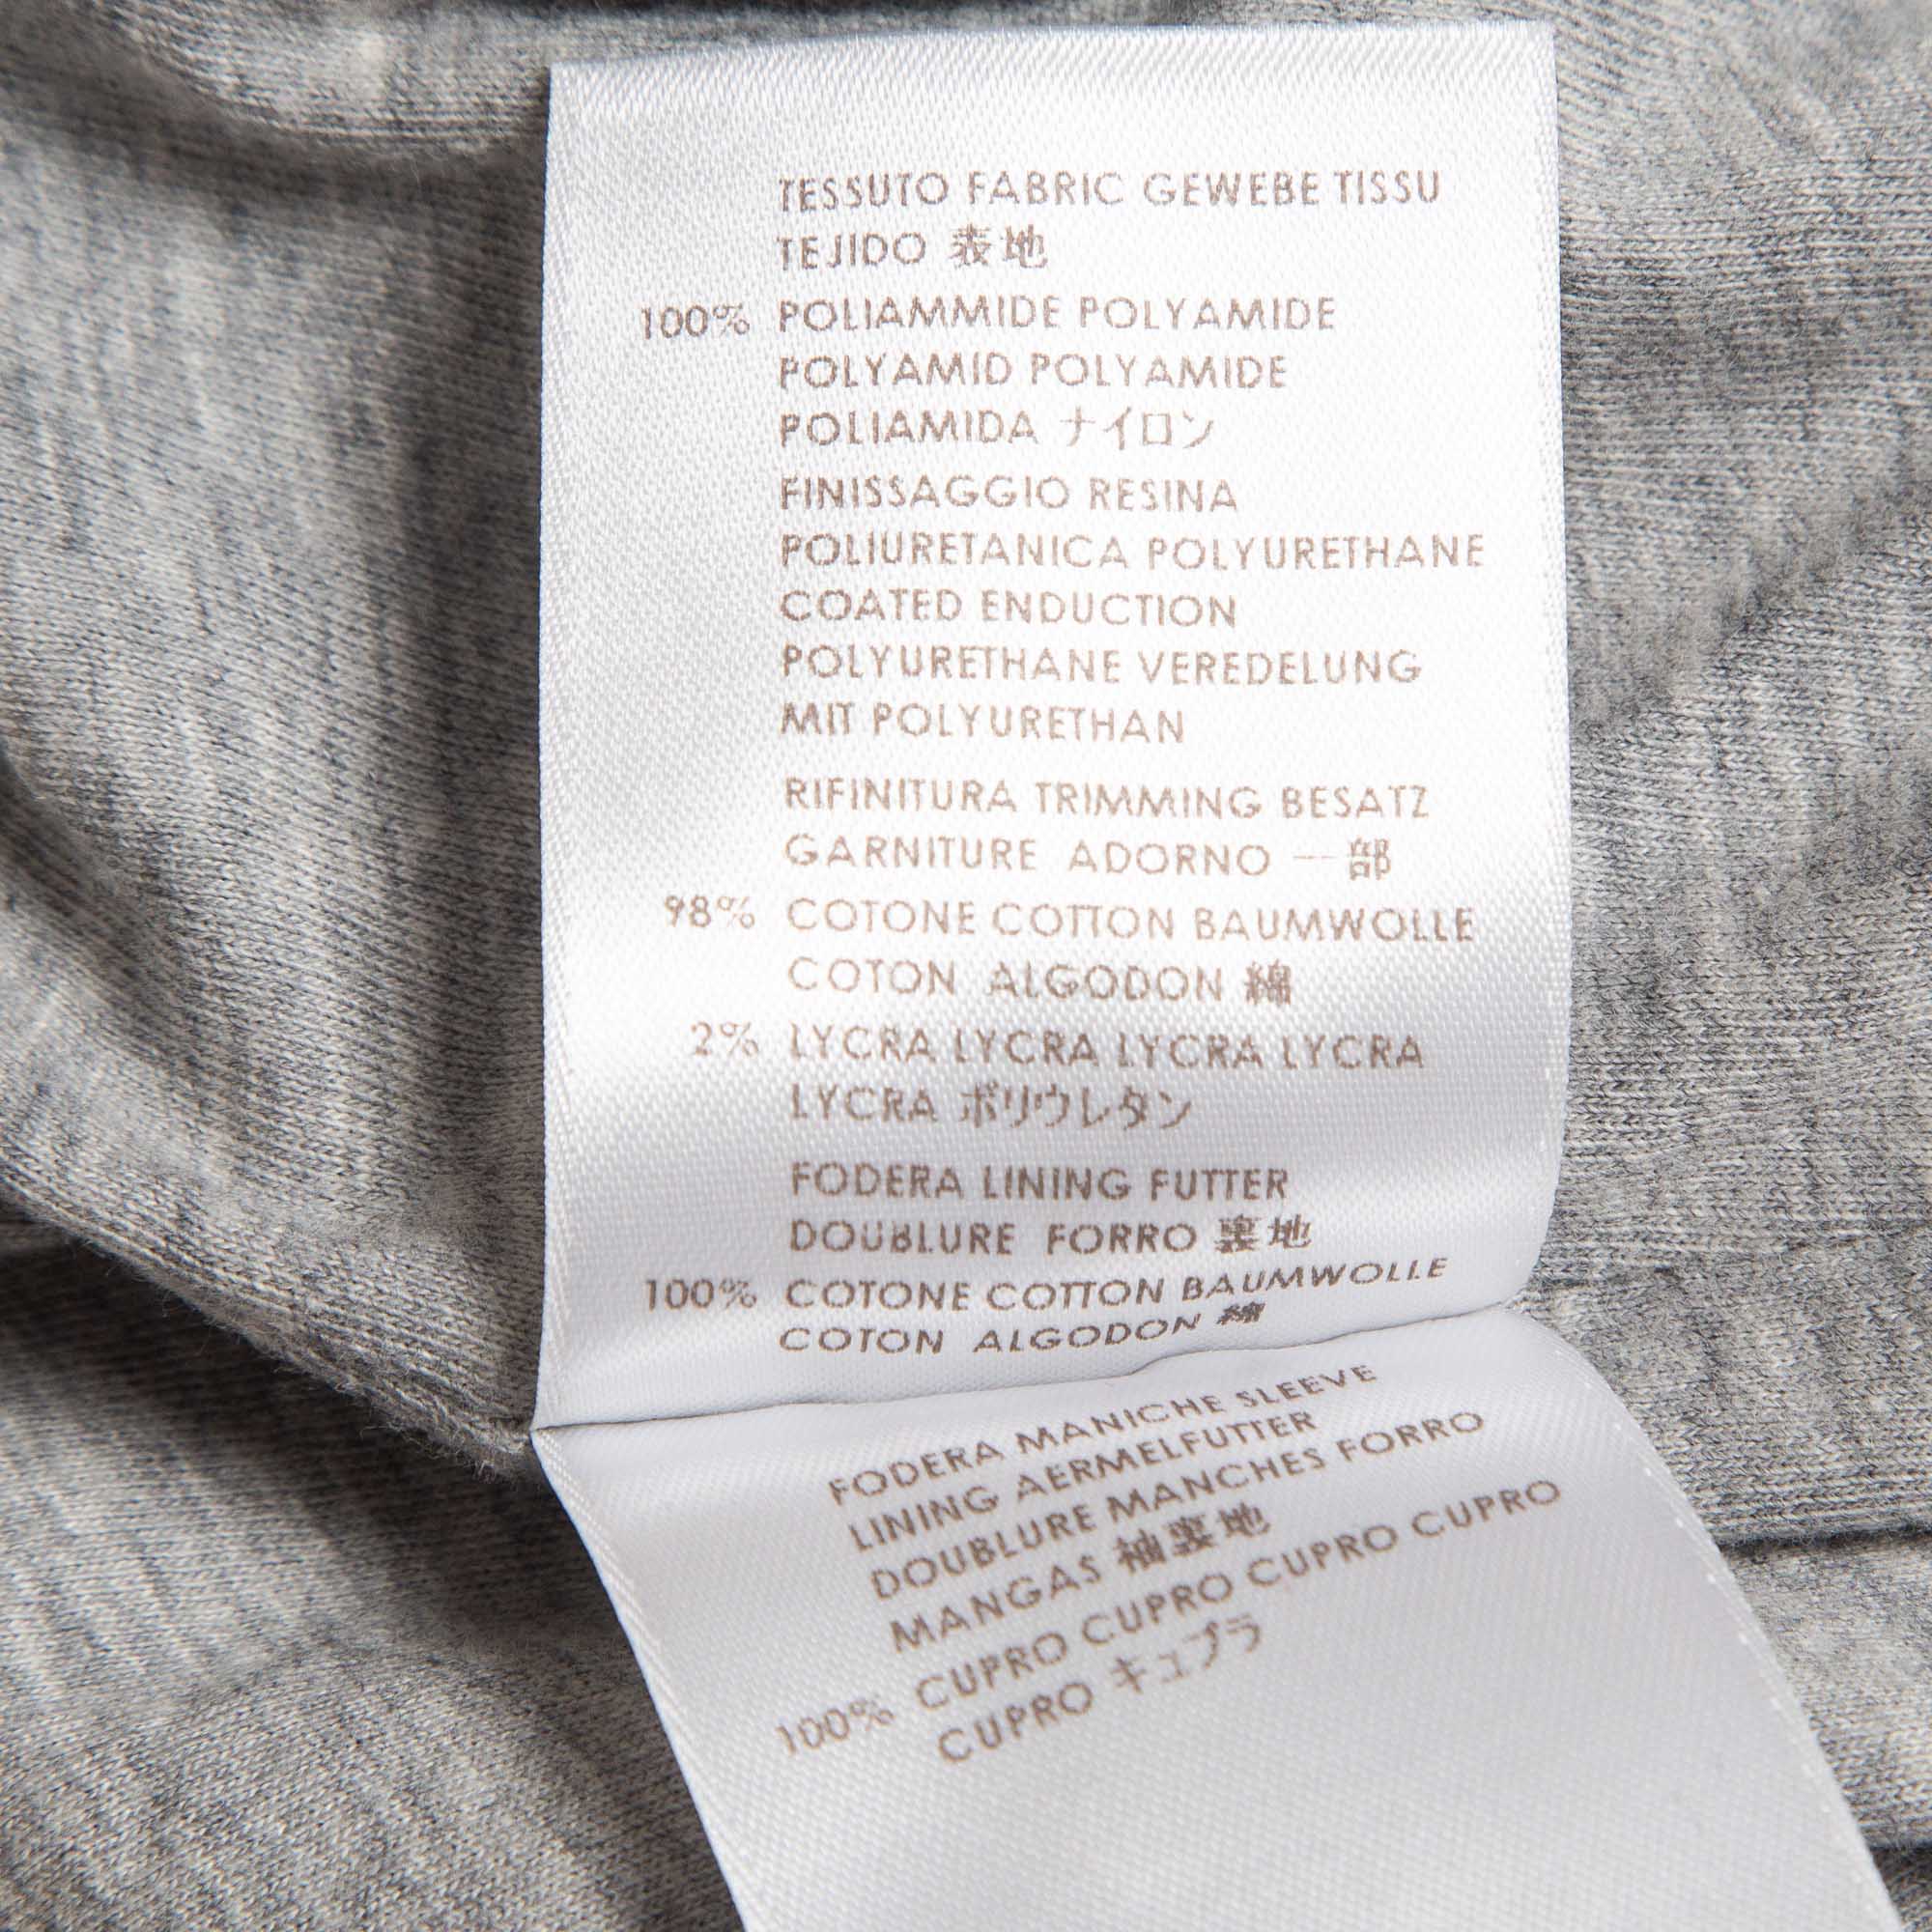 TESSUTO FABRIC GEWEBE TISSU
TEJIDO 表地
100% POLIAMMIDE POLYAMIDE
POLYAMID POLYAMIDE
POLIAMIDA ナイロン
FINISSAGGIO RESINA
POLIURETANICA POLYURETHANE
COATED ENDUCTION
POLYURETHANE VEREDELUNG
MIT POLYURETHAN
RIFINITURA TRIMMING BESATZ
GARNITURE ADORNO 一部
98% COTONE COTTON BAUMWOLLE
COTON ALGODON 綿
2% LYCRA LYCRA LYCRA LYCRA
LYCRA ポリウレタン
FODERA LINING FUTTER
DOUBLURE FORRO 裏地
100% COTONE COTTON BAUMWOLLE
COTON ALGODON 綿
FODERA MANICHE SLEEVE
LINING AERMELFUTTER
DOUBLURE MANCHES FORRO
MANGAS 袖裏地
100% CUPRO CUPRO CUPRO CUPRO
CUPRO キュプラ